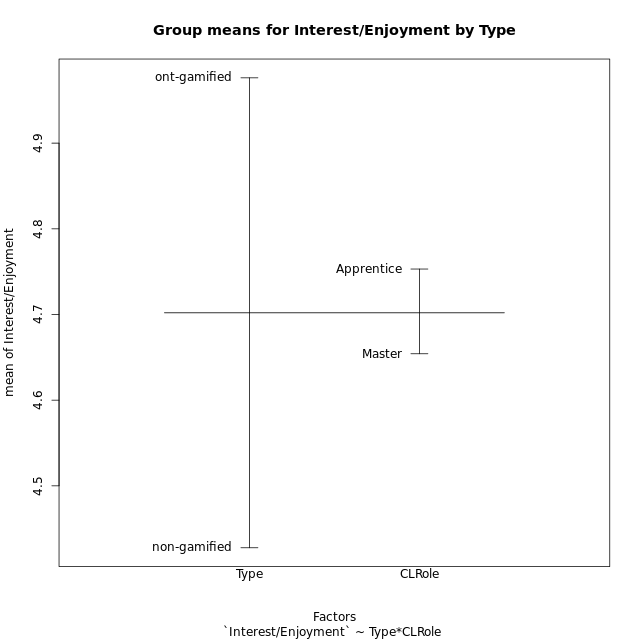 Group means for Interest/Enjoyment by Type
mean of Interest/Enjoyment
4.9
4.8
4.7
4.6
4.5
ont-gamified
non-gamified
Apprentice
Master
Type
CLRole
Factors
`Interest/Enjoyment` ~ Type*CLRole